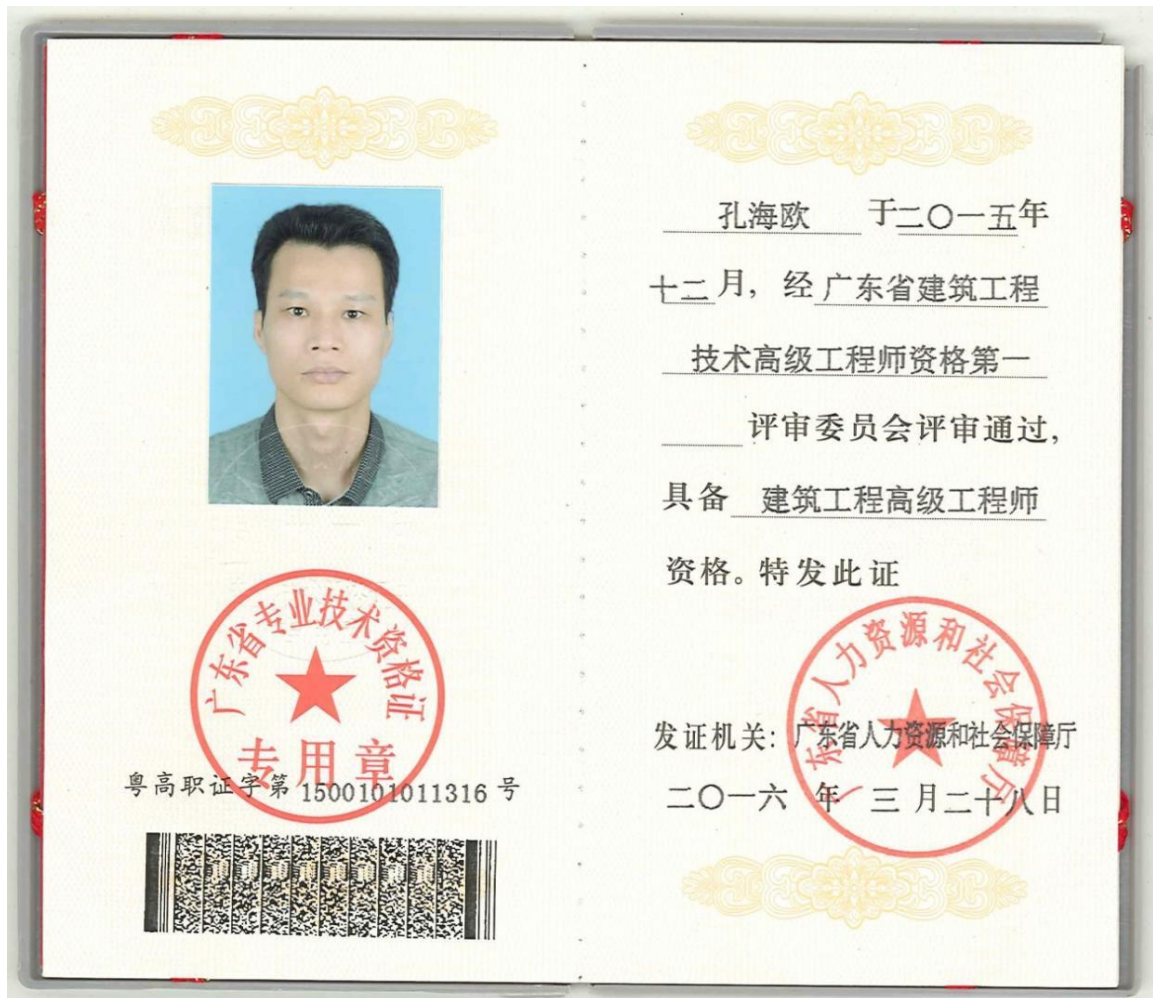 广东省专业技术资格证
专用章
粤高职证字第 1500101011316 号
孔海欧 于二〇一五年
十二月，经广东省建筑工程
技术高级工程师资格第一
评审委员会评审通过，
具备 建筑工程高级工程师
资格。特发此证
广东省人力资源和社会保障厅
发证机关：广东省人力资源和社会保障厅
二〇一六 年 三 月二十八日